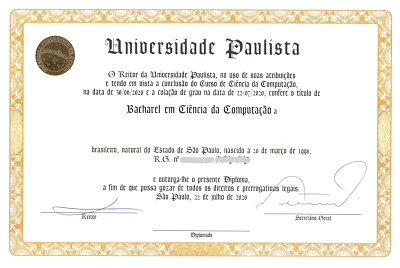 Universidade Paulista
O Reitor da Universidade Paulista, no uso de suas atribuições
e tendo em vista a conclusão do Curso de Ciência da Computação,
na data de 30/06/2020 e a colação de grau na data de 22/07/2020, confere o título de
Bacharel em Ciência da Computação a
brasileiro, natural do Estado de São Paulo, nascido a 20 de março de 1998,
R.G. nº
e outorga-lhe o presente Diploma,
a fim de que possa gozar de todos os direitos e prerrogativas legais.
São Paulo, 22 de julho de 2020
Reitor
Secretário Geral
Diplomado